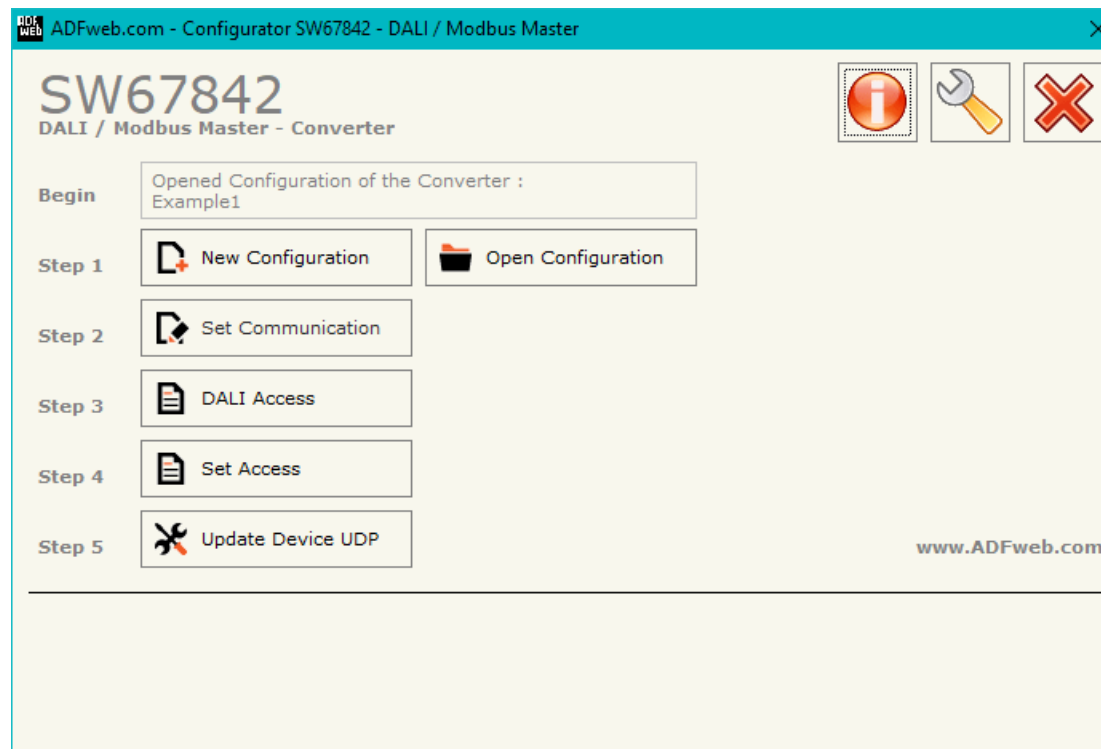 ADF
WEB
ADFweb.com - Configurator SW67842 - DALI / Modbus Master
SW67842
DALI / Modbus Master - Converter
Begin
Opened Configuration of the Converter :
Example1
Step 1
New Configuration
Open Configuration
Step 2
Set Communication
Step 3
DALI Access
Step 4
Set Access
Step 5
Update Device UDP
www.ADFweb.com